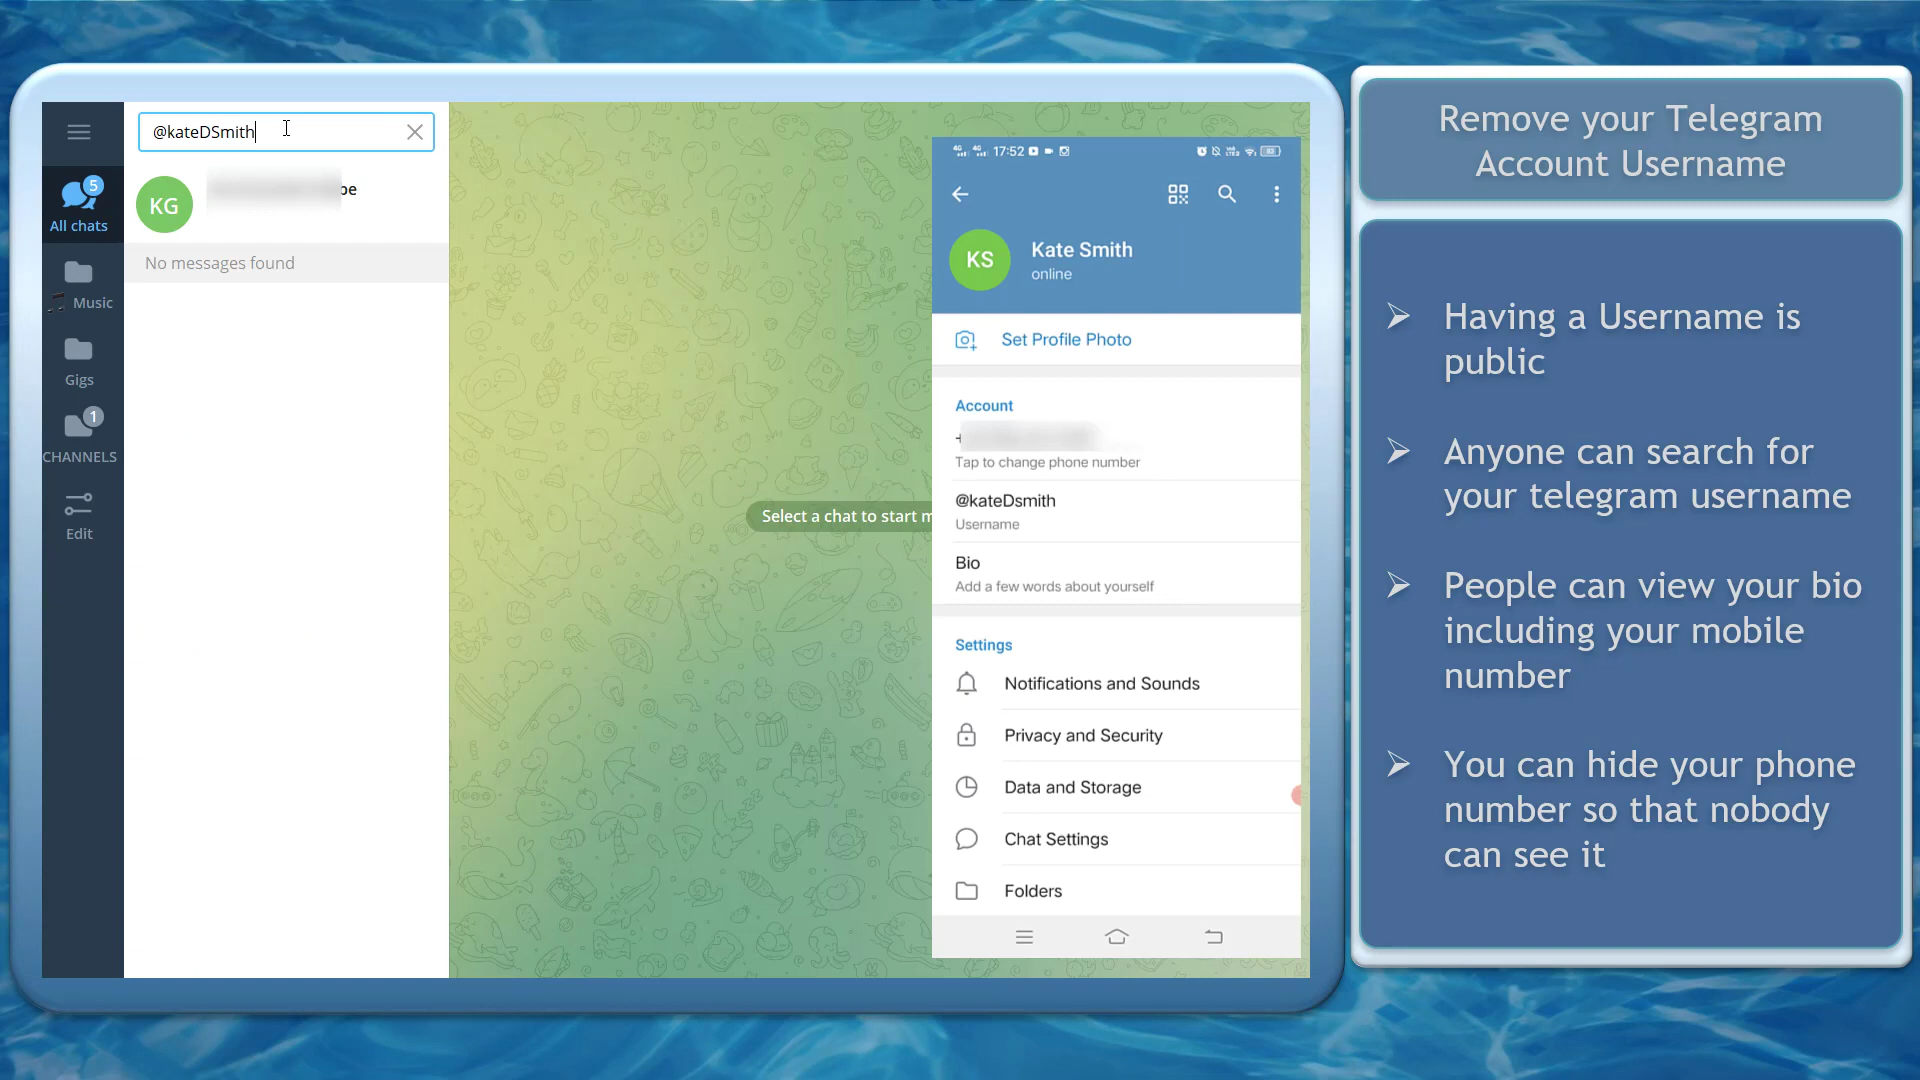 @kateDSmith
5
All chats
KG
No messages found
Music
Gigs
1
CHANNELS
Edit
Select a chat to start m
17:52
Kate Smith
KS
online
Set Profile Photo
Account
+
Tap to change phone number
@kateDsmith
Username
Bio
Add a few words about yourself
Settings
Notifications and Sounds
Privacy and Security
Data and Storage
Chat Settings
Folders
Remove your Telegram
Account Username
Having a Username is
public
Anyone can search for
your telegram username
People can view your bio
including your mobile
number
You can hide your phone
number so that nobody
can see it